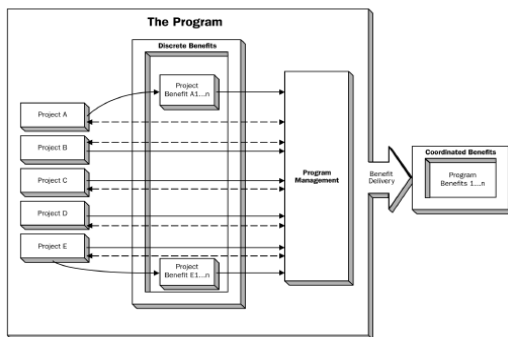 The Program
Discrete Benefits
Project
Benefit A1...n
Project A
Project B
Project C
Project D
Project E
Project
Benefit E1...n
Program
Management
Benefit
Delivery
Coordinated Benefits
Program
Benefits 1...n